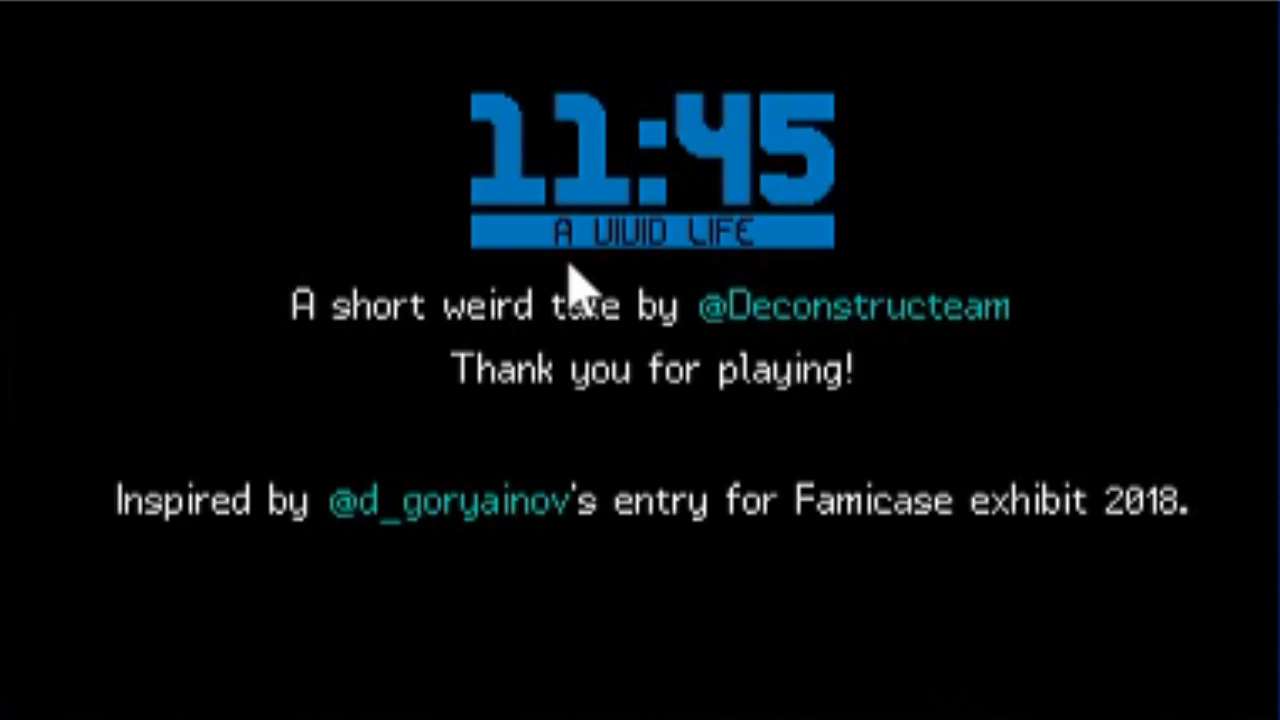 11:45
A VIVID LIFE
A short weird by @Deconstructeam
Thank you for playing!
Inspired by @d_goryainov's entry for Famicase exhibit 2018.